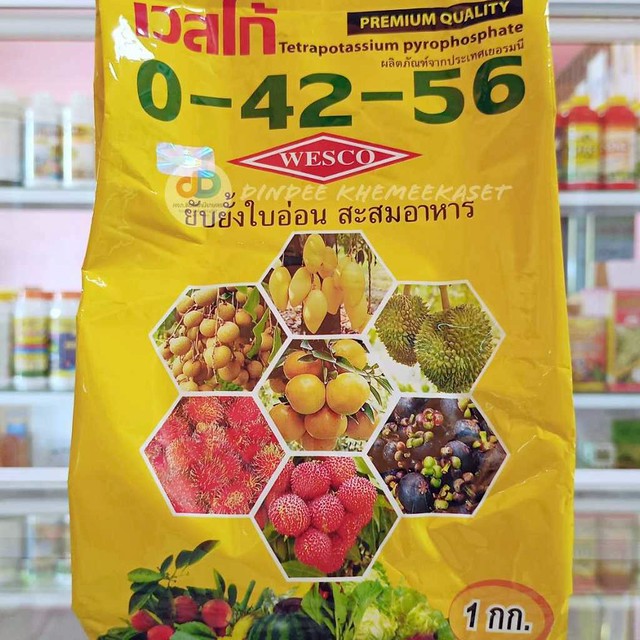 เวสโก้
PREMIUM QUALITY
Tetrapotassium pyrophosphate
ผลิตภัณฑ์จากประเทศเยอรมนี
0-42-56
WESCO
DINDEE KHEMEEKASET
ยับยั้งใบอ่อน สะสมอาหาร
1 กก.